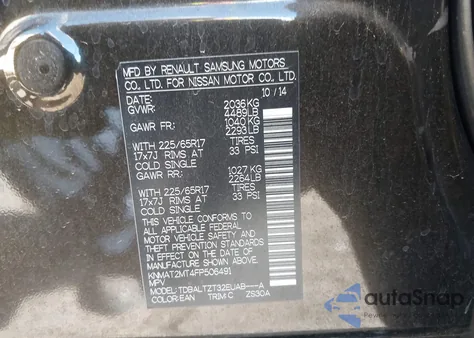 MFD BY RENAULT SAMSUNG MOTORS
CO. LTD. FOR NISSAN MOTOR CO., LTD.
DATE: 10/14
GVWR: 2036KG
4489LB
GAWR FR: 1040KG
2293LB
WITH 225/65R17 TIRES
17x7J RIMS AT 33 PSI
COLD SINGLE
GAWR RR: 1027KG
2264LB
WITH 225/65R17 TIRES
17x7J RIMS AT 33 PSI
COLD SINGLE
THIS VEHICLE CONFORMS TO
ALL APPLICABLE FEDERAL
MOTOR VEHICLE SAFETY AND
THEFT PREVENTION STANDARDS
IN EFFECT ON THE DATE OF
MANUFACTURE SHOWN ABOVE.
KNMAT2MT4FP506491
MPV
MODEL: TDBALTZT32EUAB---A
COLOR:EAN TRIM:C ZS30A
autoSnap
Powered by